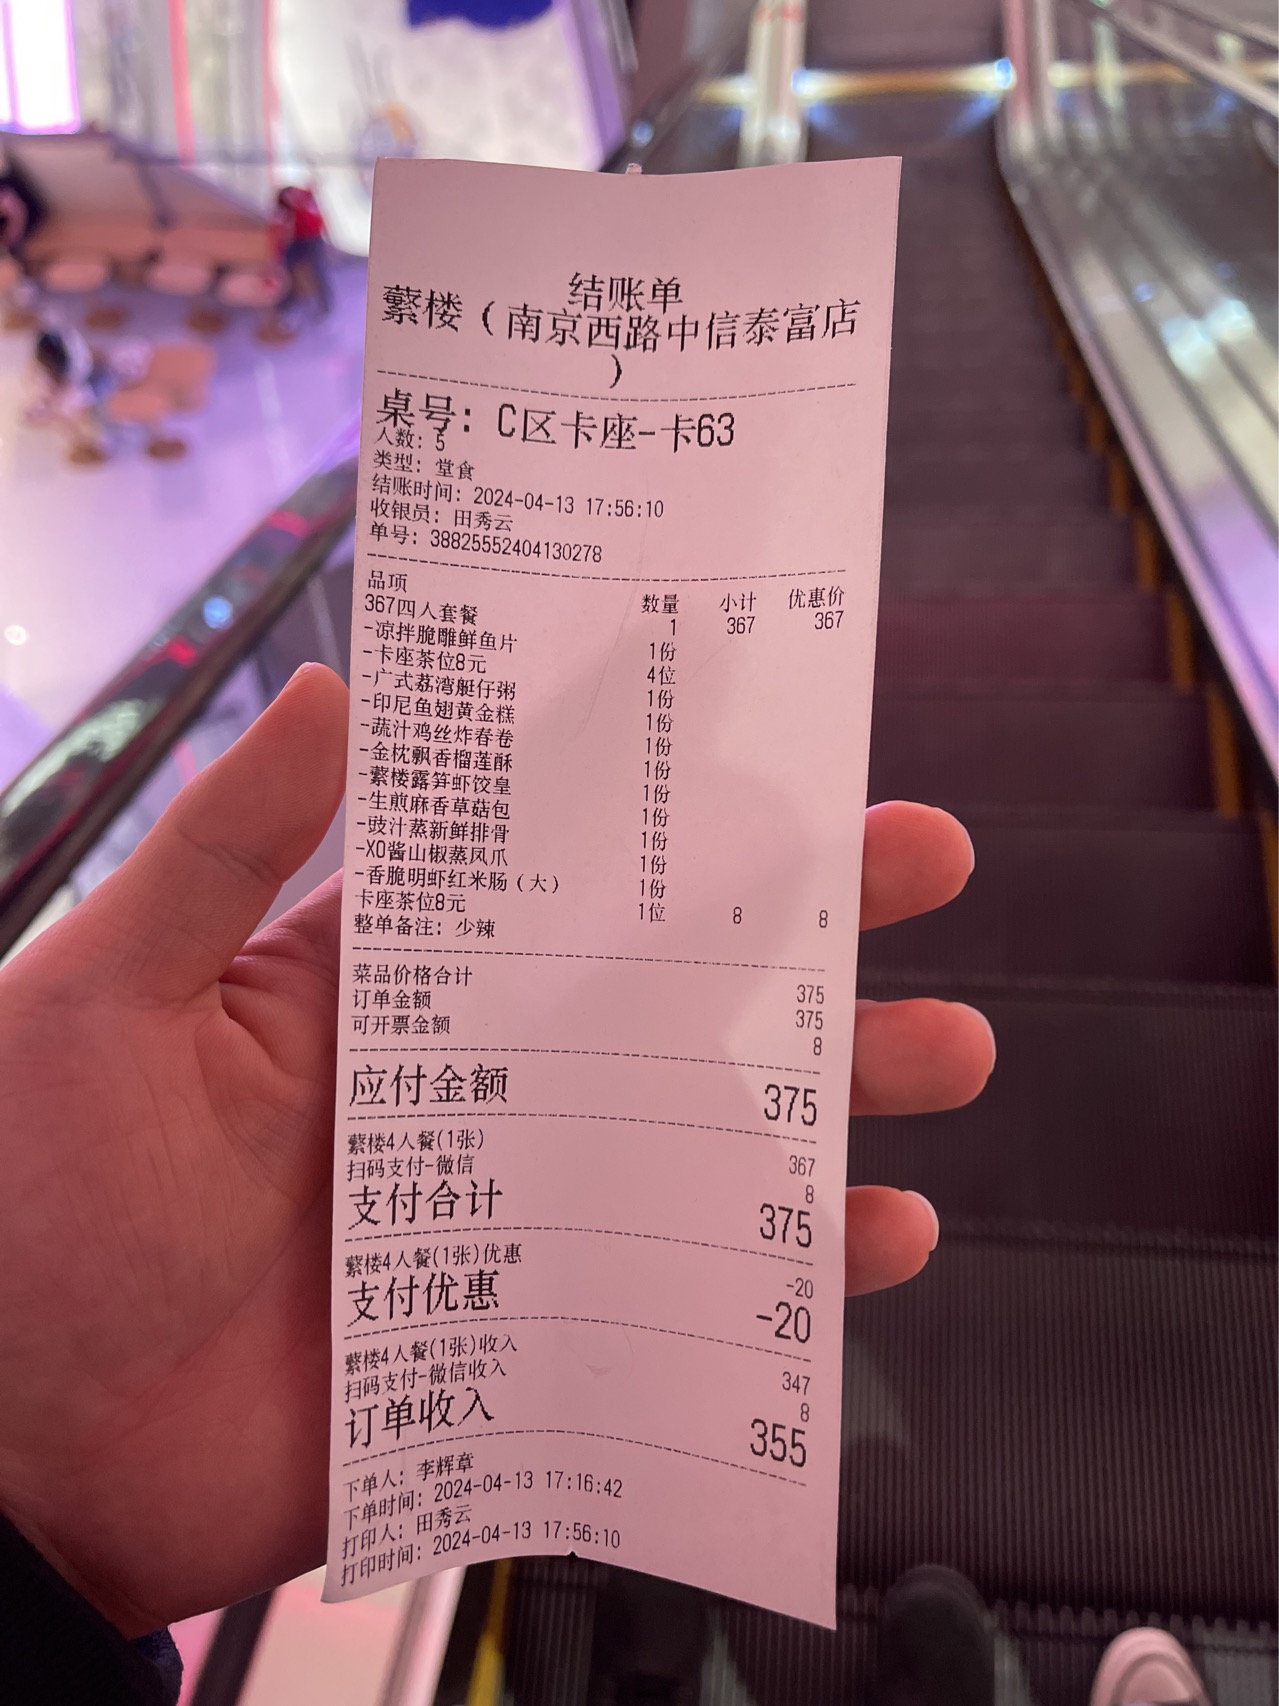 结账单
蘩楼（南京西路中信泰富店
）
桌号：C区卡座-卡63
人数：5
类型：堂食
结账时间：2024-04-13 17:56:10
收银员：田秀云
单号：38825552404130278
品项 数量 小计 优惠价
367四人套餐 1 367 367
-凉拌脆雕鲜鱼片 1份
-卡座茶位8元 4位
-广式荔湾艇仔粥 1份
-印尼鱼翅黄金糕 1份
-蔬汁鸡丝炸春卷 1份
-金枕飘香榴莲酥 1份
-蘩楼露笋虾饺皇 1份
-生煎麻香草菇包 1份
-豉汁蒸新鲜排骨 1份
-XO酱山椒蒸凤爪 1份
-香脆明虾红米肠（大） 1份
卡座茶位8元 1位 8 8
整单备注：少辣
菜品价格合计 375
订单金额 375
可开票金额 8
应付金额 375
蘩楼4人餐(1张) 367
扫码支付-微信 8
支付合计 375
蘩楼4人餐(1张)优惠 -20
支付优惠 -20
蘩楼4人餐(1张)收入 347
扫码支付-微信收入 8
订单收入 355
下单人：李辉章
下单时间：2024-04-13 17:16:42
打印人：田秀云
打印时间：2024-04-13 17:56:10